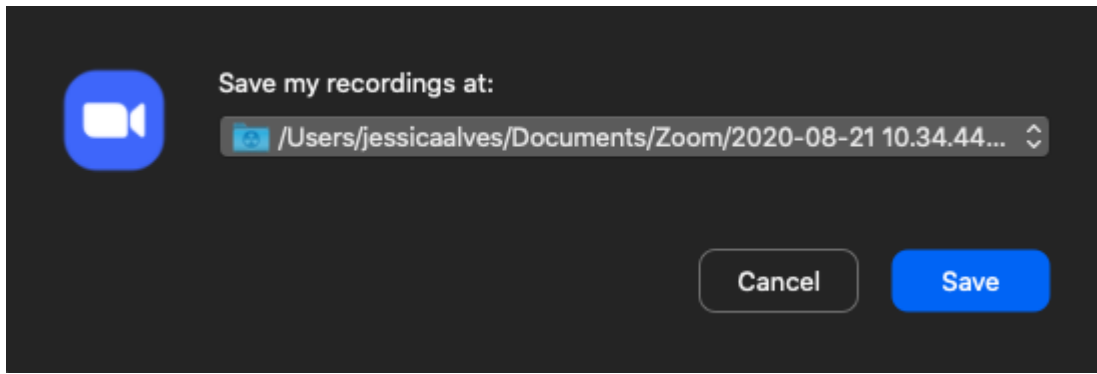 Save my recordings at:
/Users/jessicaalves/Documents/Zoom/2020-08-21 10.34.44...
Cancel
Save